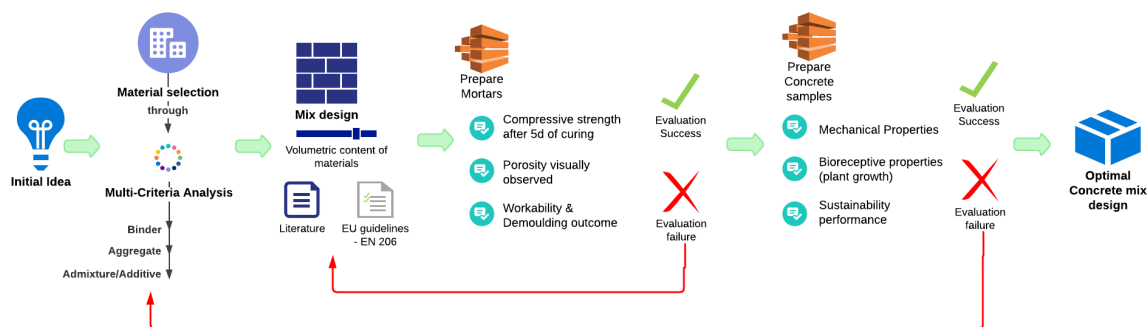 Initial Idea
Material selection
through
Multi-Criteria Analysis
Binder
Aggregate
Admixture/Additive
Mix design
Volumetric content of
materials
Literature
EU guidelines
- EN 206
Prepare
Mortars
Compressive strength
after 5d of curing
Porosity visually
observed
Workability &
Demoulding outcome
Evaluation
Success
Evaluation
failure
Prepare
Concrete
samples
Mechanical Properties
Bioreceptive properties
(plant growth)
Sustainability
performance
Evaluation
Success
Evaluation
failure
Optimal
Concrete mix
design